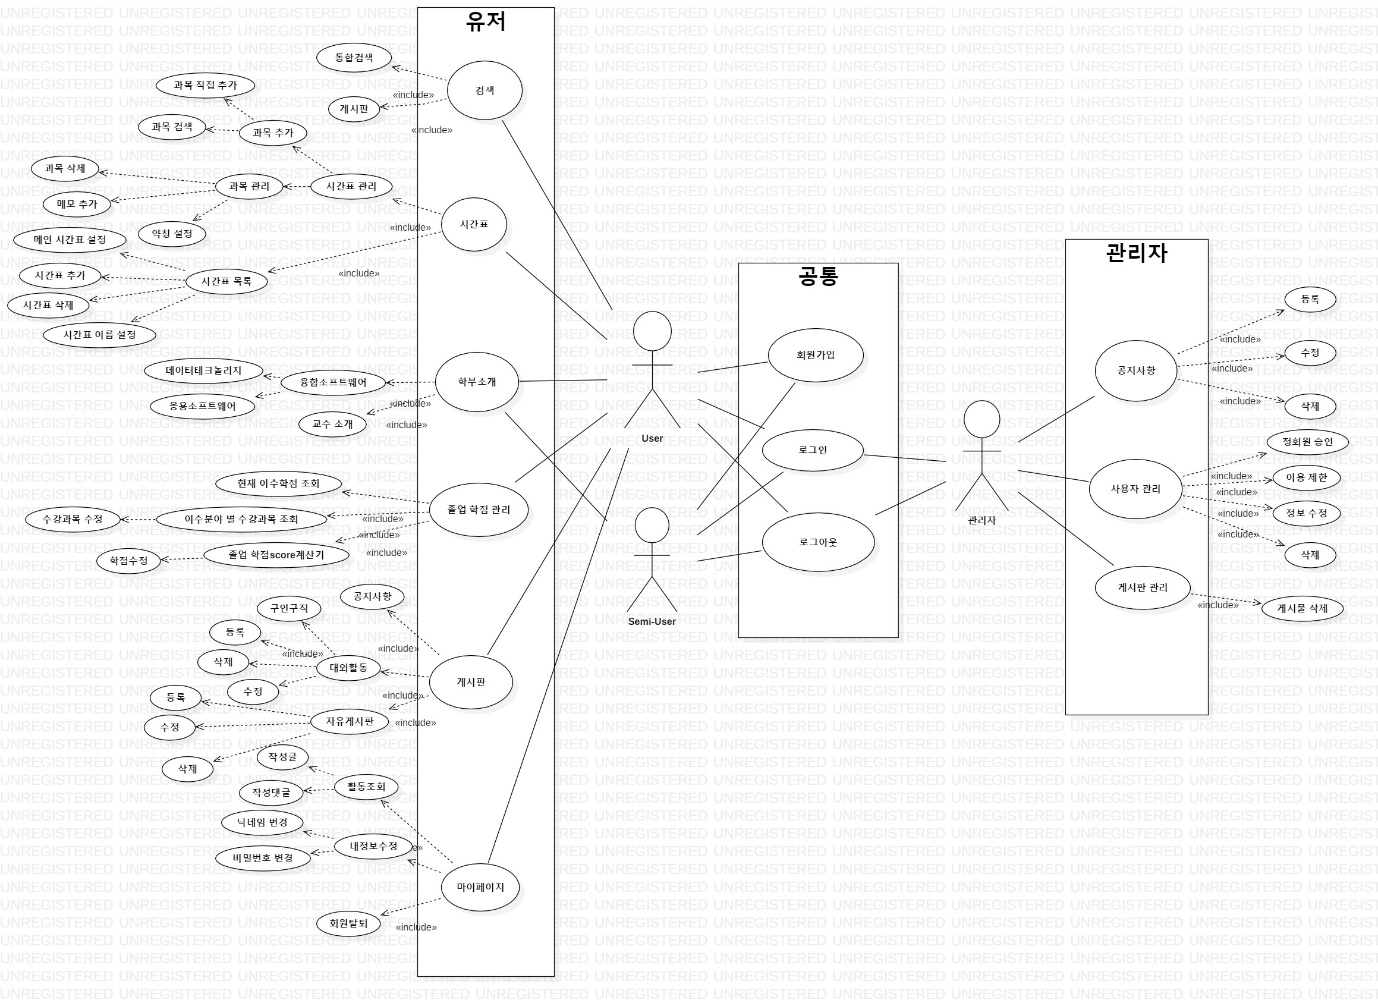 유저
통합검색
«include»
게시판
«include»
검색
과목 직접 추가
과목 검색
과목 추가
과목 삭제
메모 추가
약칭 설정
과목 관리
시간표 관리
«include»
시간표
메인 시간표 설정
시간표 추가
시간표 삭제
시간표 이름 설정
시간표 목록
«include»
데이터테크놀리지
응용소프트웨어
융합소프트웨어
«include»
교수 소개
«include»
학부소개
현재 이수학점 조회
«include»
수강과목 수정
이수분야 별 수강과목 조회
«include»
학점수정
졸업 학점score계산기
«include»
졸업 학점 관리
공지사항
«include»
구인구직
등록
«include»
삭제
수정
대외활동
«include»
등록
수정
삭제
자유게시판
«include»
게시판
작성글
작성댓글
활동조회
닉네임 변경
비밀번호 변경
내정보수정
회원탈퇴
«include»
마이페이지
User
Semi-User
공통
회원가입
로그인
로그아웃
관리자
관리자
공지사항
«include»
등록
«include»
수정
«include»
삭제
사용자 관리
«include»
정회원 승인
«include»
이용 제한
«include»
정보 수정
«include»
삭제
게시판 관리
«include»
게시물 삭제